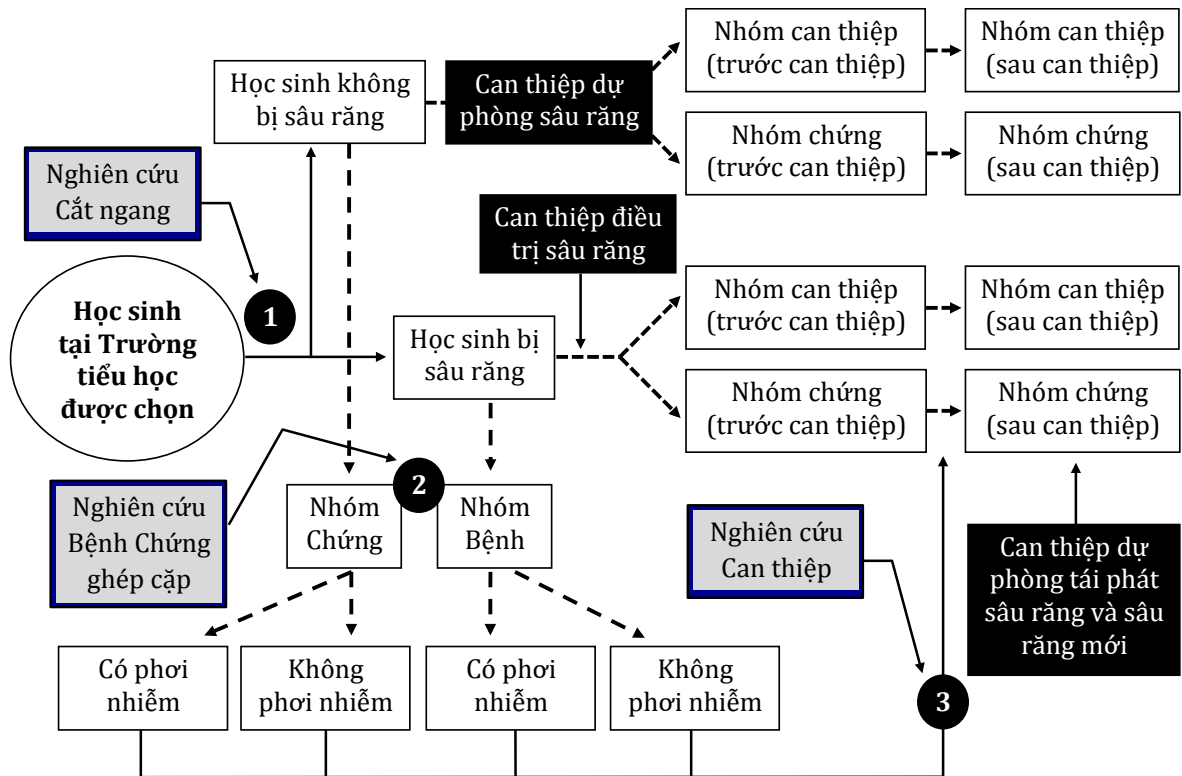 Học sinh không
bị sâu răng
Can thiệp dự
phòng sâu răng
Nhóm can thiệp
(trước can thiệp)
Nhóm can thiệp
(sau can thiệp)
Nhóm chứng
(trước can thiệp)
Nhóm chứng
(sau can thiệp)
Nghiên cứu
Cắt ngang
Can thiệp điều
trị sâu răng
Học sinh
tại Trường
tiểu học
được chọn
1
Học sinh bị
sâu răng
Nhóm can thiệp
(trước can thiệp)
Nhóm can thiệp
(sau can thiệp)
Nhóm chứng
(trước can thiệp)
Nhóm chứng
(sau can thiệp)
Nghiên cứu
Bệnh Chứng
ghép cặp
2
Nhóm
Chứng
Nhóm
Bệnh
Nghiên cứu
Can thiệp
Can thiệp dự
phòng tái phát
sâu răng và sâu
răng mới
Có phơi
nhiễm
Không
phơi nhiễm
Có phơi
nhiễm
Không
phơi nhiễm
3